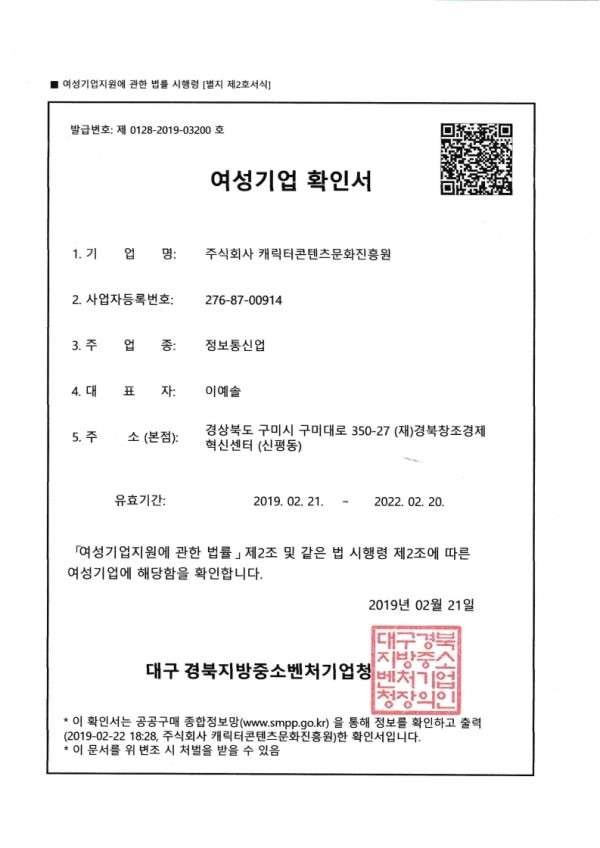 ■ 여성기업지원에 관한 법률 시행령 [별지 제2호서식]
발급번호: 제 0128-2019-03200 호
여성기업 확인서
1. 기 업 명: 주식회사 캐릭터콘텐츠문화진흥원
2. 사업자등록번호: 276-87-00914
3. 주 업 종: 정보통신업
4. 대 표 자: 이예솔
5. 주 소 (본점): 경상북도 구미시 구미대로 350-27 (재)경북창조경제
혁신센터 (신평동)
유효기간: 2019. 02. 21. ~ 2022. 02. 20.
「여성기업지원에 관한 법률」제2조 및 같은 법 시행령 제2조에 따른
여성기업에 해당함을 확인합니다.
2019년 02월 21일
대구 경북지방중소벤처기업청
대구경북
지방중소
벤처기업
청장의인
* 이 확인서는 공공구매 종합정보망(www.smpp.go.kr) 을 통해 정보를 확인하고 출력
(2019-02-22 18:28, 주식회사 캐릭터콘텐츠문화진흥원)한 확인서입니다.
* 이 문서를 위 변조 시 처벌을 받을 수 있음